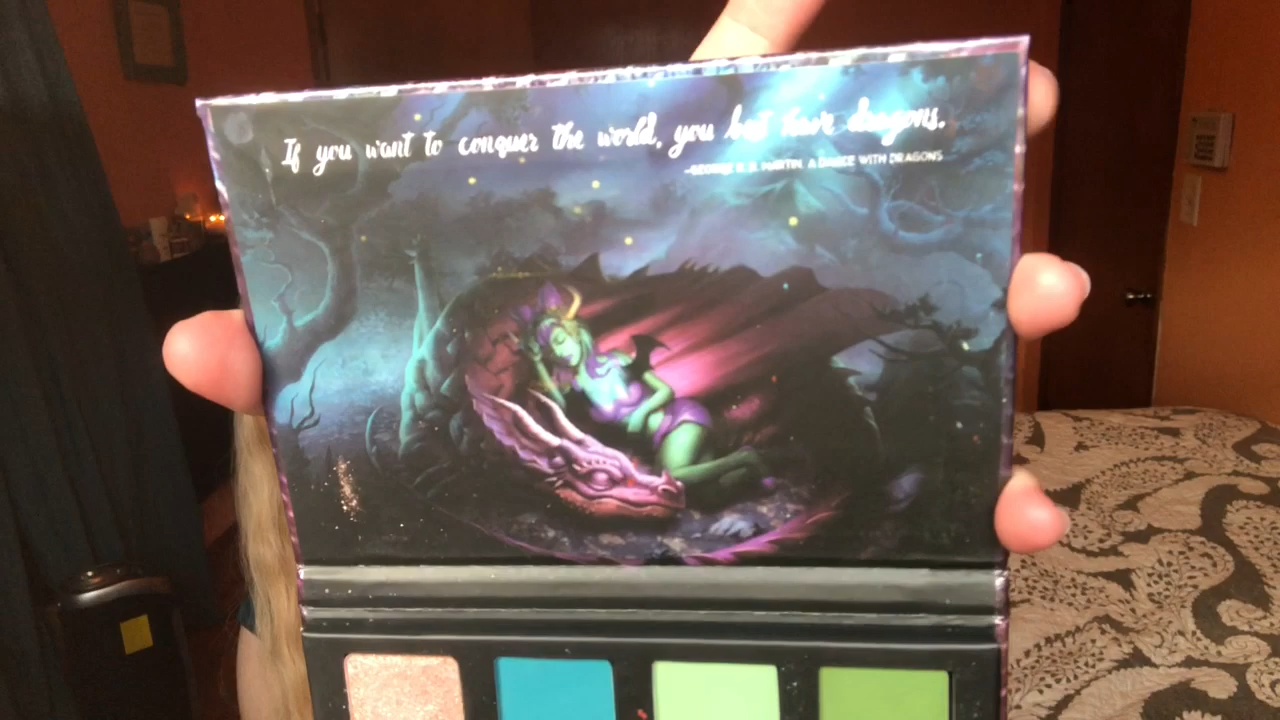 If you want to conquer the world, you best have dragons.
-GEORGE R. R. MARTIN, A DANCE WITH DRAGONS